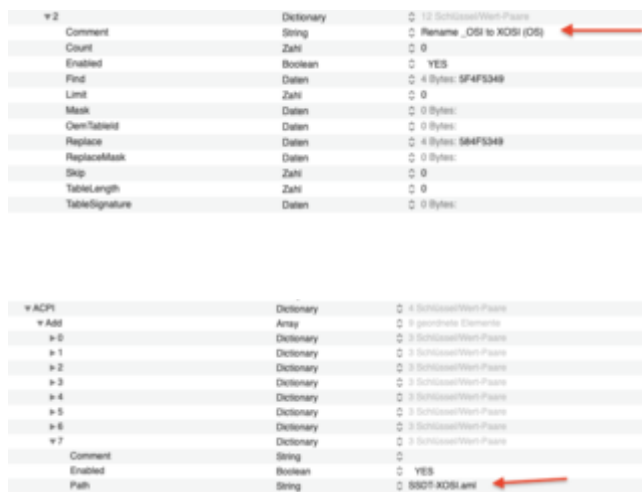 ▼2 Dictionary 12 Schlüssel/Wert-Paare
Comment String Rename _OSI to XOSI (OS)
Count Zahl 0
Enabled Boolean YES
Find Daten 4 Bytes: 5F4F5349
Limit Zahl 0
Mask Daten 0 Bytes:
OemTableId Daten 0 Bytes:
Replace Daten 4 Bytes: 584F5349
ReplaceMask Daten 0 Bytes:
Skip Zahl 0
TableLength Zahl 0
TableSignature Daten 0 Bytes:
▼ACPI Dictionary 4 Schlüssel/Wert-Paare
▼Add Array 9 geordnete Elemente
▶0 Dictionary 3 Schlüssel/Wert-Paare
▶1 Dictionary 3 Schlüssel/Wert-Paare
▶2 Dictionary 3 Schlüssel/Wert-Paare
▶3 Dictionary 3 Schlüssel/Wert-Paare
▶4 Dictionary 3 Schlüssel/Wert-Paare
▶5 Dictionary 3 Schlüssel/Wert-Paare
▶6 Dictionary 3 Schlüssel/Wert-Paare
▼7 Dictionary 3 Schlüssel/Wert-Paare
Comment String
Enabled Boolean YES
Path String SSDT-XOSI.aml